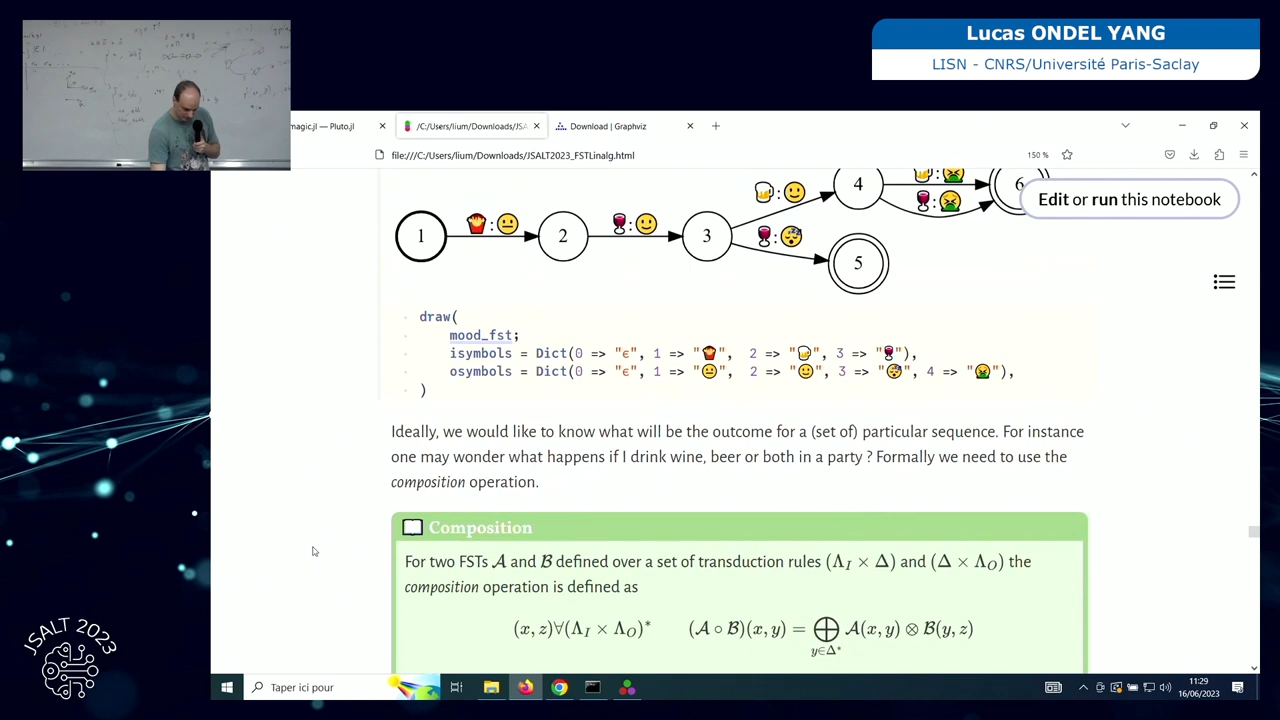 Lucas ONDEL YANG
LISN - CNRS/Université Paris-Saclay
magic.jl — Pluto.jl
/C:/Users/lium/Downloads/JSA
Download | Graphviz
file:///C:/Users/lium/Downloads/JSALT2023_FSTLinalg.html
150 %
Edit or run this notebook
🍺:🙂 4 🍺:🤮 6
🍷:🤮
1 🍟:😐 2 🍷:🙂 3 🍷:😴 5
draw(
mood_fst;
isymbols = Dict(0 => "ϵ", 1 => "🍟", 2 => "🍺", 3 => "🍷"),
osymbols = Dict(0 => "ϵ", 1 => "😐", 2 => "🙂", 3 => "😴", 4 => "🤮"),
)
Ideally, we would like to know what will be the outcome for a (set of) particular sequence. For instance
one may wonder what happens if I drink wine, beer or both in a party ? Formally we need to use the
composition operation.
Composition
For two FSTs 𝒜 and ℬ defined over a set of transduction rules (Λ_I × Δ) and (Δ × Λ_O) the
composition operation is defined as
(x, z)∀(Λ_I × Λ_O)* (𝒜 ∘ ℬ)(x, y) = ⊕ 𝒜(x, y) ⊗ ℬ(y, z)
y∈Δ*
JSALT 2023
Taper ici pour
11:29
16/06/2023